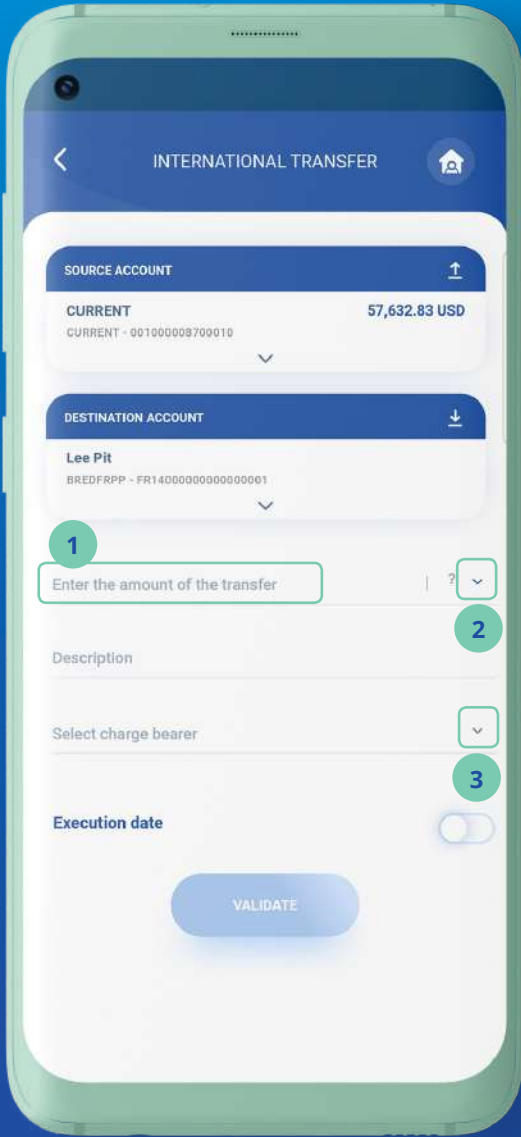 INTERNATIONAL TRANSFER
SOURCE ACCOUNT
CURRENT 57,632.83 USD
CURRENT - 001000008700010
DESTINATION ACCOUNT
Lee Pit
BREDFRPP - FR14000000000000061
1
Enter the amount of the transfer | ?
2
Description
Select charge bearer
3
Execution date
VALIDATE